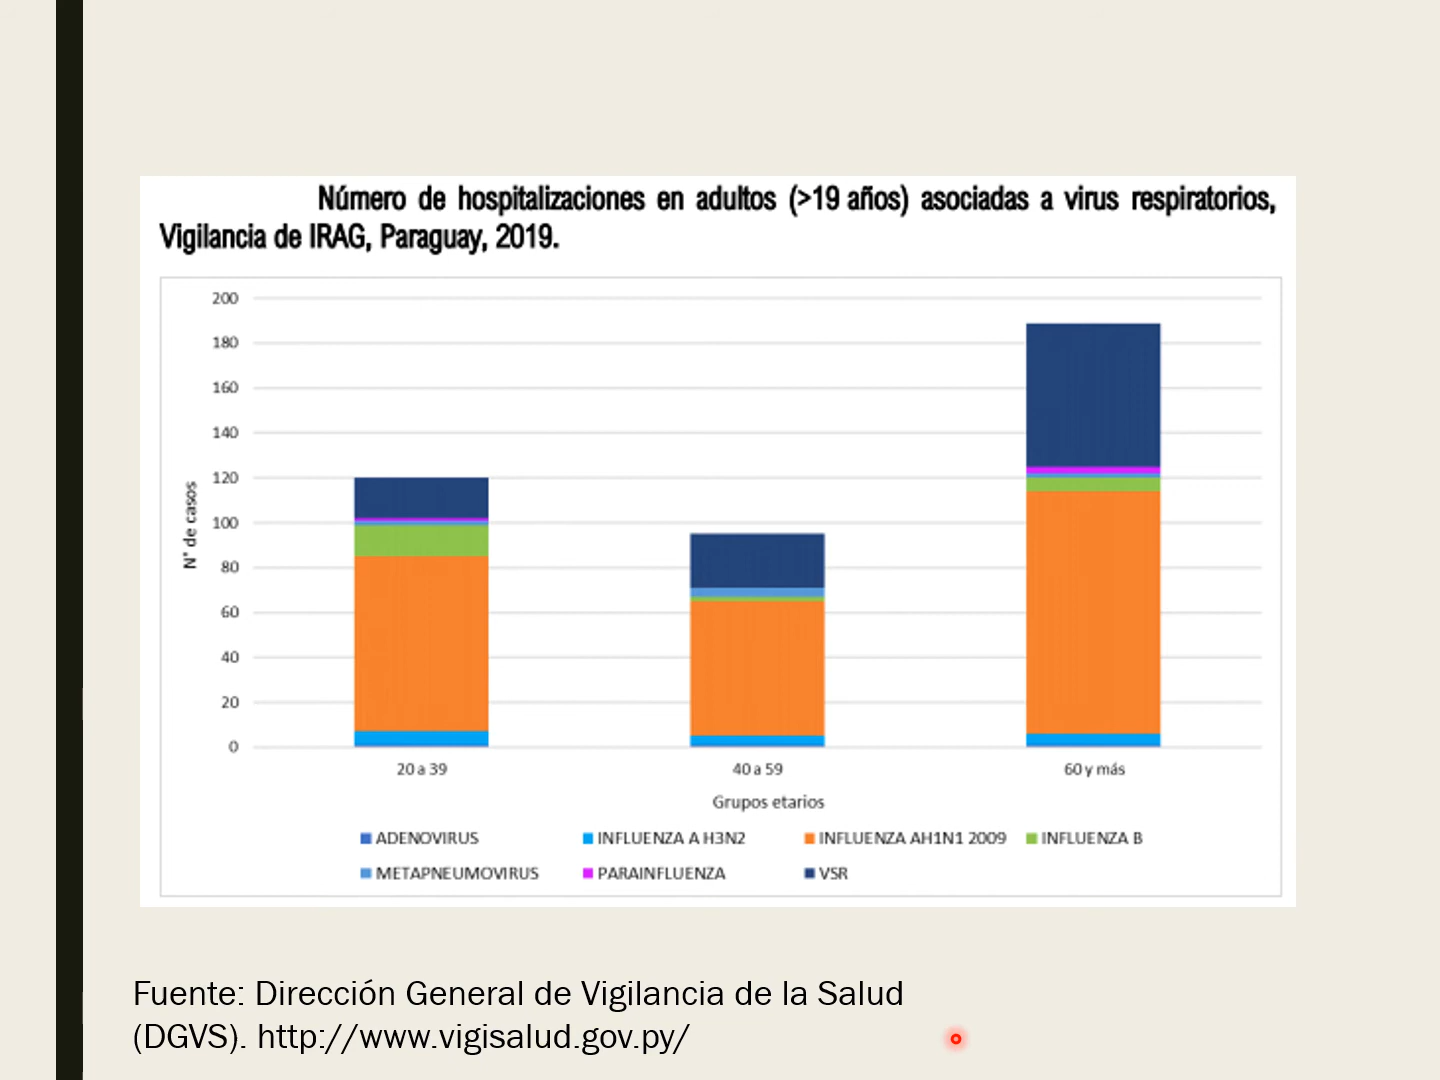 Número de hospitalizaciones en adultos (>19 años) asociadas a virus respiratorios,
Vigilancia de IRAG, Paraguay, 2019.
200
180
160
140
120
100
80
60
40
20
0
N° de casos
20 a 39
40 a 59
60 y más
Grupos etarios
ADENOVIRUS
INFLUENZA A H3N2
INFLUENZA AH1N1 2009
INFLUENZA B
METAPNEUMOVIRUS
PARAINFLUENZA
VSR
Fuente: Dirección General de Vigilancia de la Salud
(DGVS). http://www.vigisalud.gov.py/